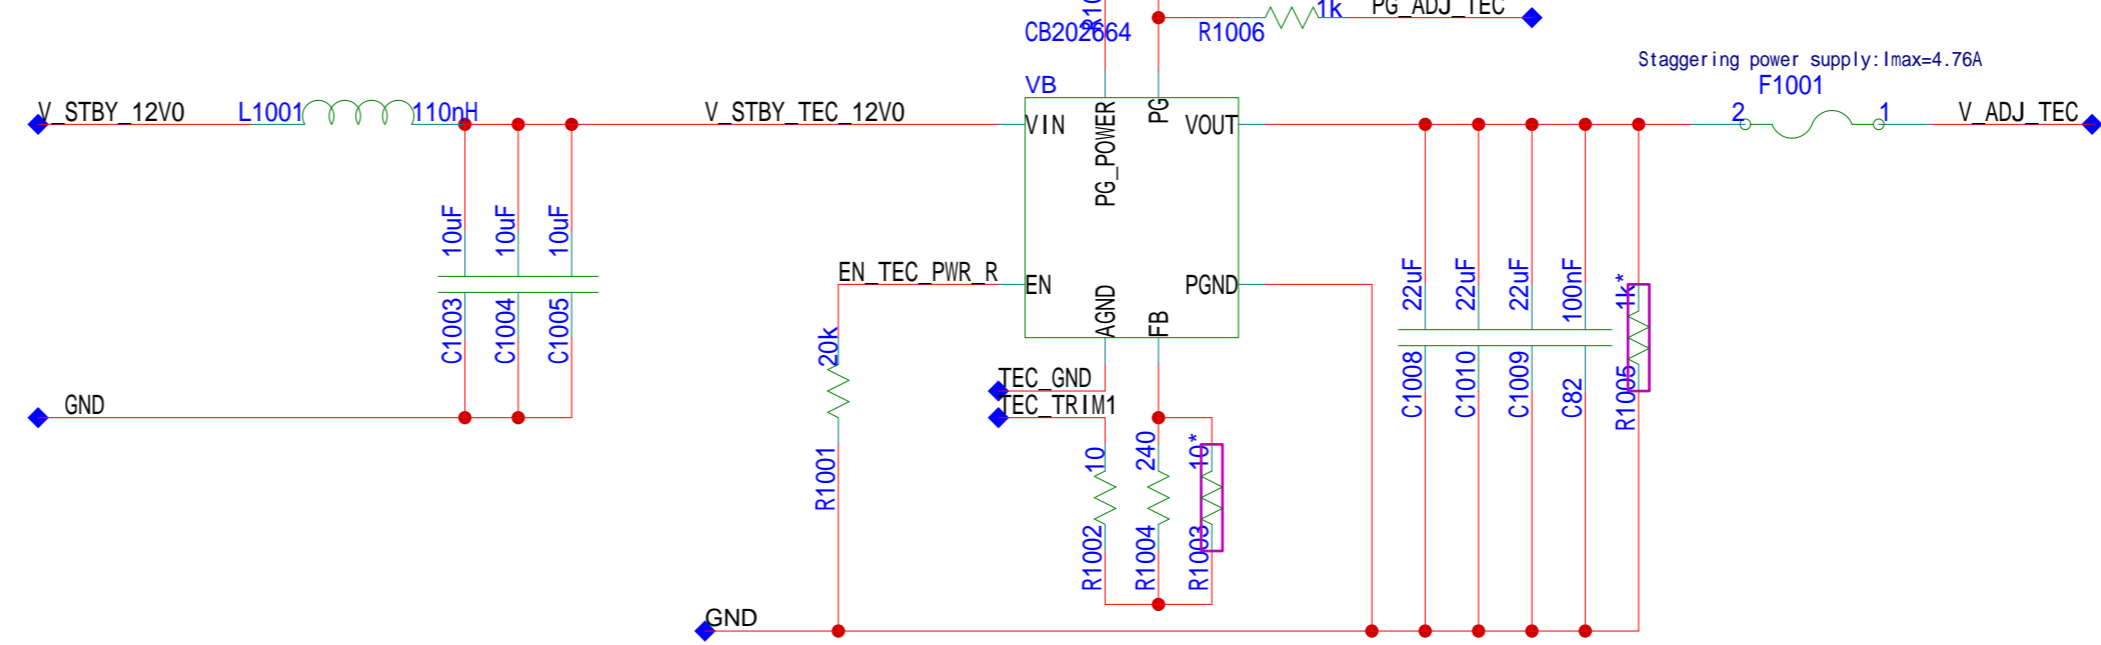 R10
1k
PG_ADJ_TEC
CB202664
R1006
Staggering power supply:Imax=4.76A
VB
F1001
V_STBY_12V0
L1001
110nH
V_STBY_TEC_12V0
VIN
PG_POWER
PG
VOUT
2
1
V_ADJ_TEC
10uF
10uF
10uF
EN_TEC_PWR_R
EN
PGND
AGND
FB
22uF
22uF
22uF
100nF
1k*
C1003
C1004
C1005
20k
C1008
C1010
C1009
C82
R1005
TEC_GND
TEC_TRIM1
GND
10
240
10*
R1001
R1002
R1004
R1003
GND